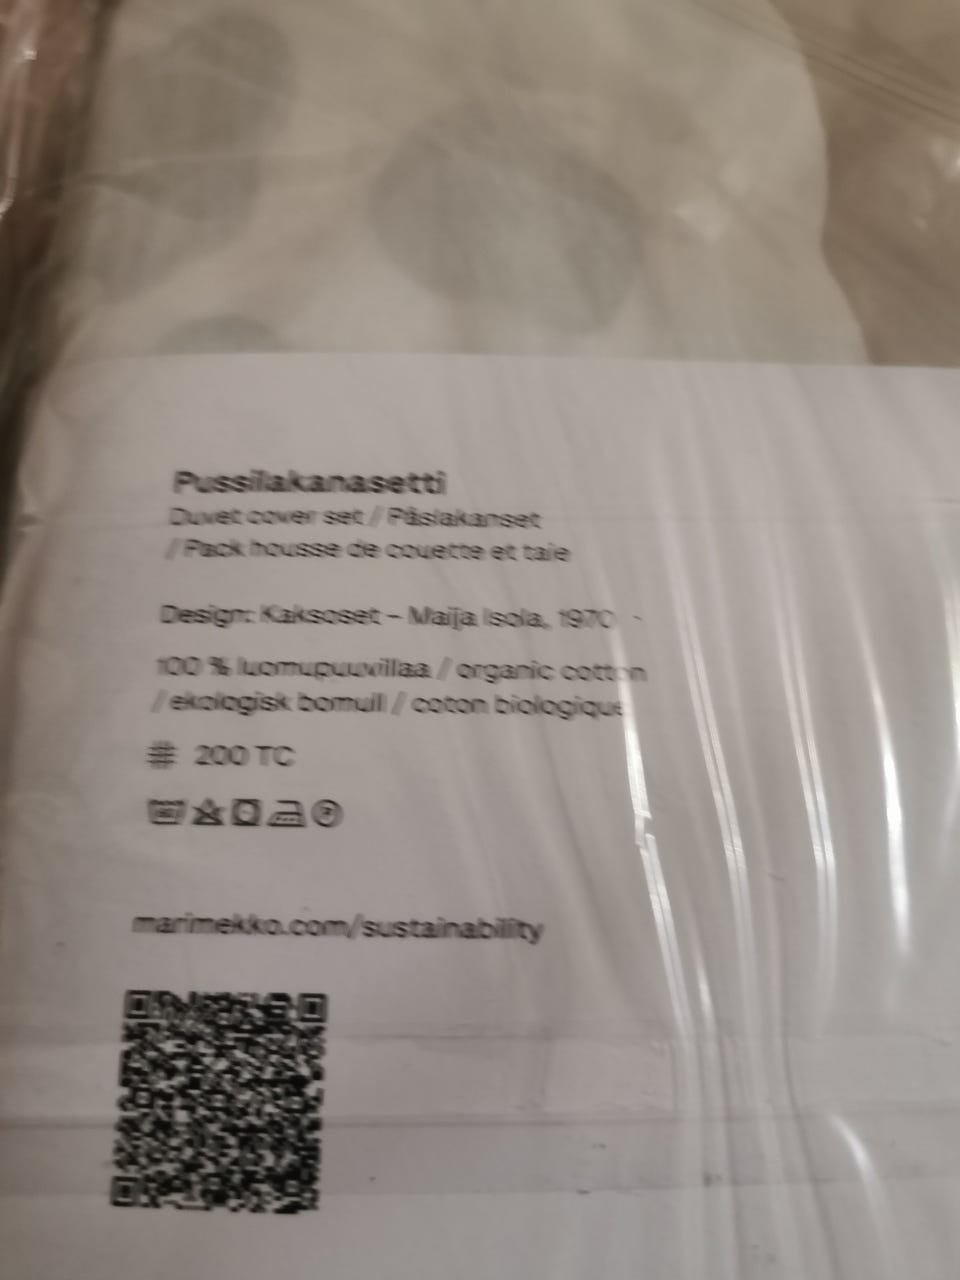 Pussilakanasetti
Duvet cover set / Påslakanset
/ Pack housse de couette et taie
Design: Kaksoset – Maija Isola, 1970
100 % luomupuuvillaa / organic cotton
/ ekologisk bomull / coton biologique
# 200 TC
marimekko.com/sustainability